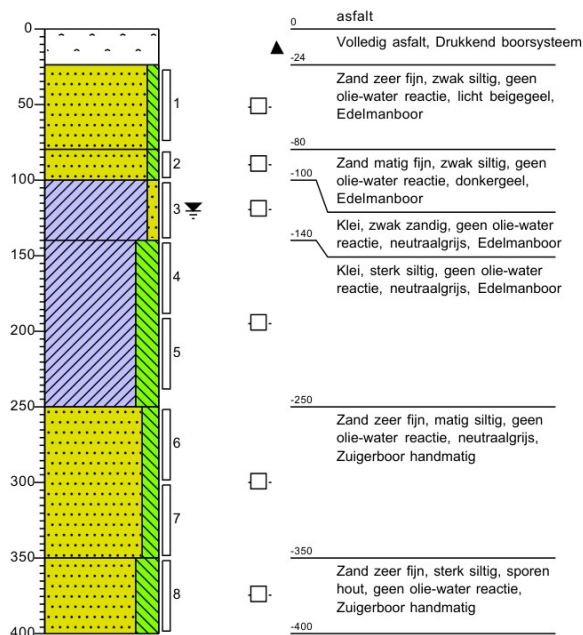 0
50
100
150
200
250
300
350
400
1
2
3
4
5
6
7
8
0
asfalt
Volledig asfalt, Drukkend boorsysteem
-24
Zand zeer fijn, zwak siltig, geen
olie-water reactie, licht beigegeel,
Edelmanboor
-80
Zand matig fijn, zwak siltig, geen
olie-water reactie, donkergeel,
Edelmanboor
-100
Klei, zwak zandig, geen olie-water
reactie, neutraalgrijs, Edelmanboor
-140
Klei, sterk siltig, geen olie-water
reactie, neutraalgrijs, Edelmanboor
-250
Zand zeer fijn, matig siltig, geen
olie-water reactie, neutraalgrijs,
Zuigerboor handmatig
-350
Zand zeer fijn, sterk siltig, sporen
hout, geen olie-water reactie,
Zuigerboor handmatig
-400